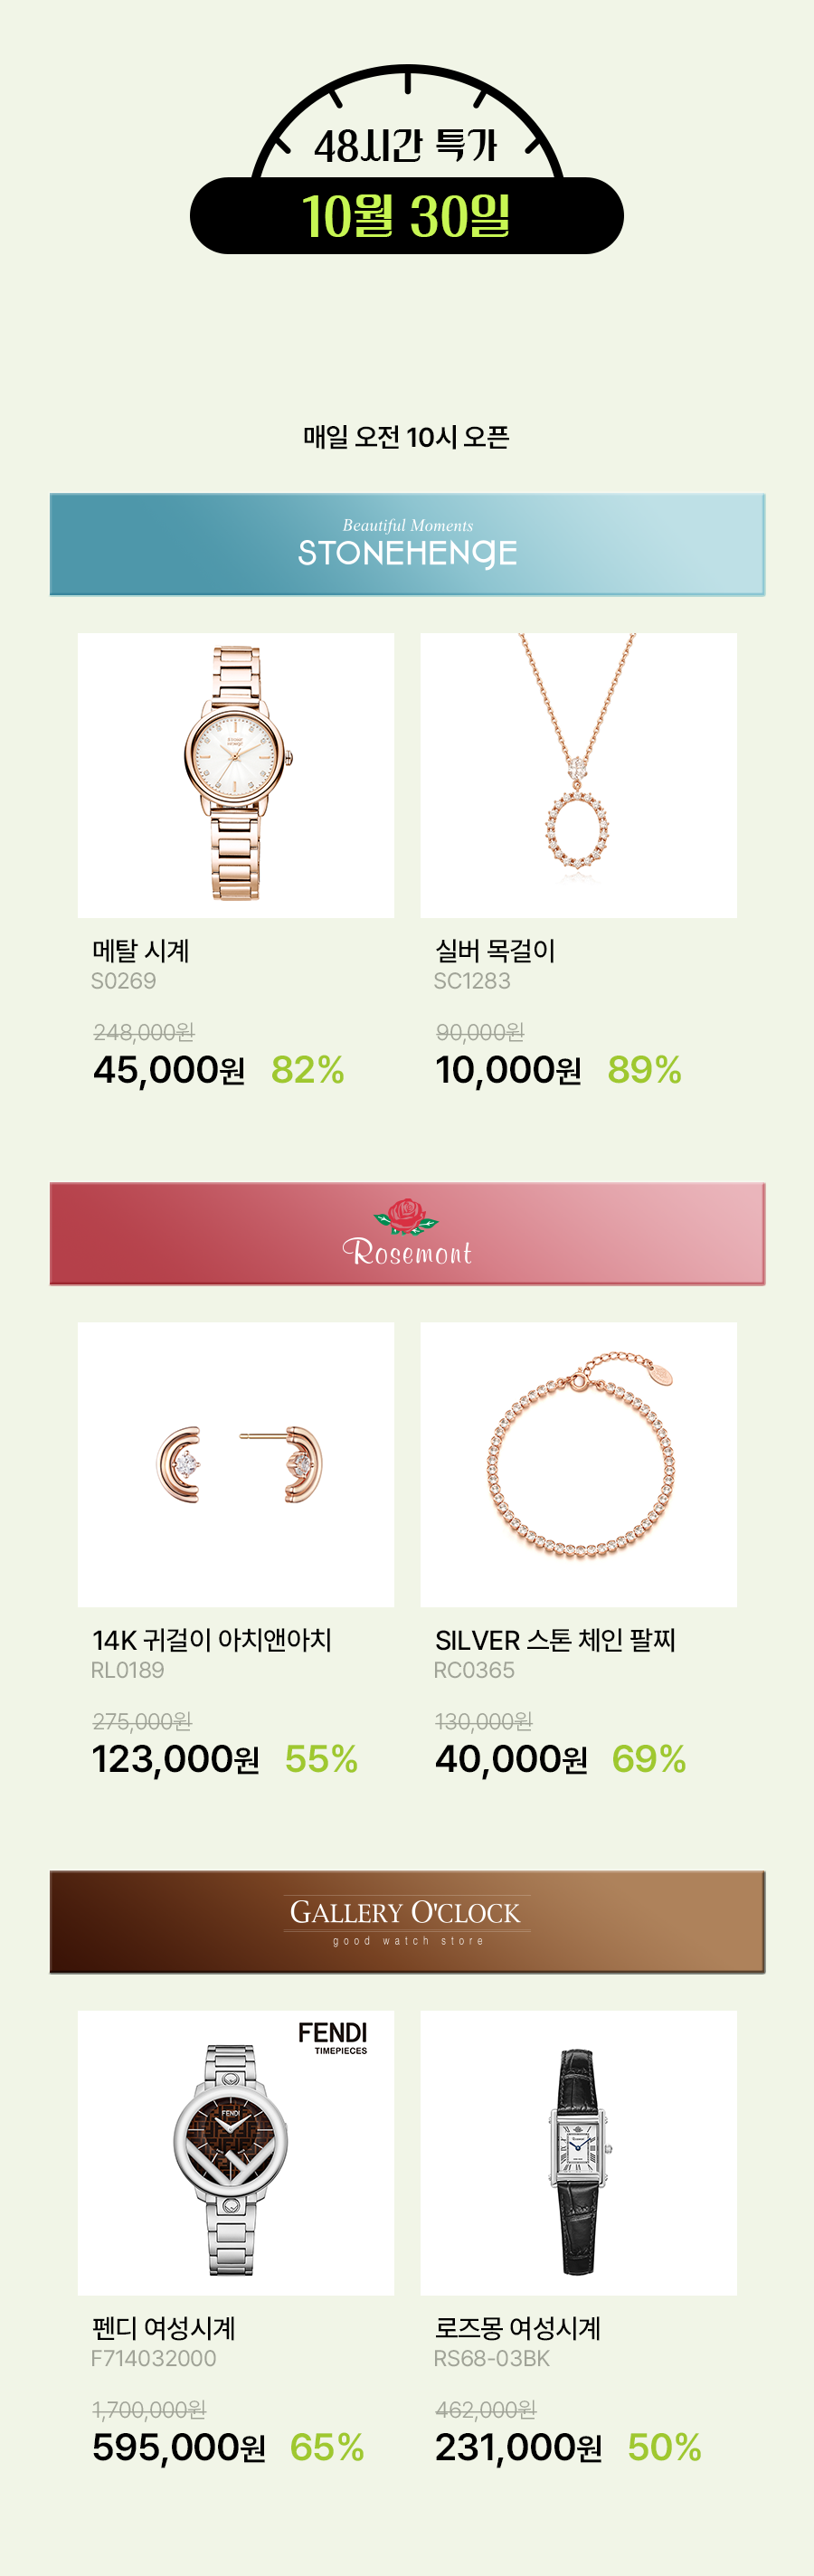 48시간 특가
10월 30일
매일 오전 10시 오픈
Beautiful Moments
STONEHENgE
메탈 시계
S0269
248,000원
45,000원 82%
실버 목걸이
SC1283
90,000원
10,000원 89%
Rosemont
14K 귀걸이 아치앤아치
RL0189
275,000원
123,000원 55%
SILVER 스톤 체인 팔찌
RC0365
130,000원
40,000원 69%
GALLERY O'CLOCK
good watch store
FENDI
TIMEPIECES
FENDI
펜디 여성시계
F714032000
1,700,000원
595,000원 65%
로즈몽 여성시계
RS68-03BK
462,000원
231,000원 50%